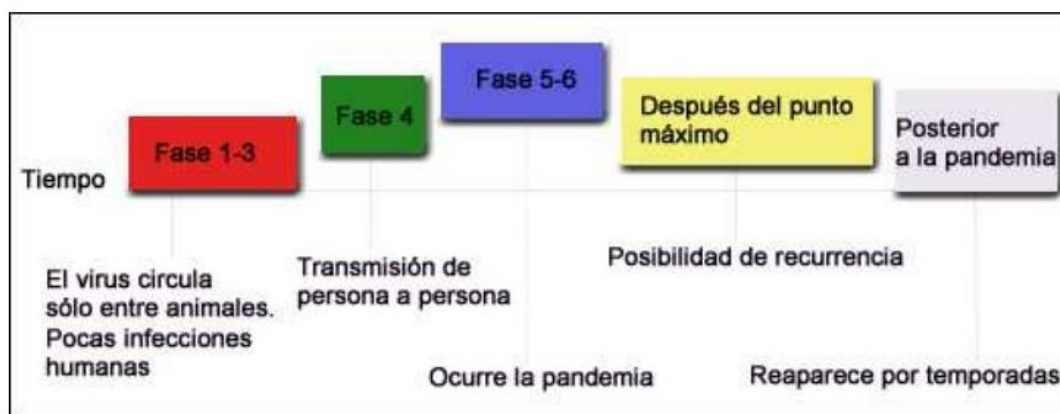 Fase 5-6
Fase 4
Después del punto
máximo
Posterior
a la pandemia
Fase 1-3
Tiempo
El virus circula
sólo entre animales.
Pocas infecciones
humanas
Transmisión de
persona a persona
Posibilidad de recurrencia
Ocurre la pandemia
Reaparece por temporadas